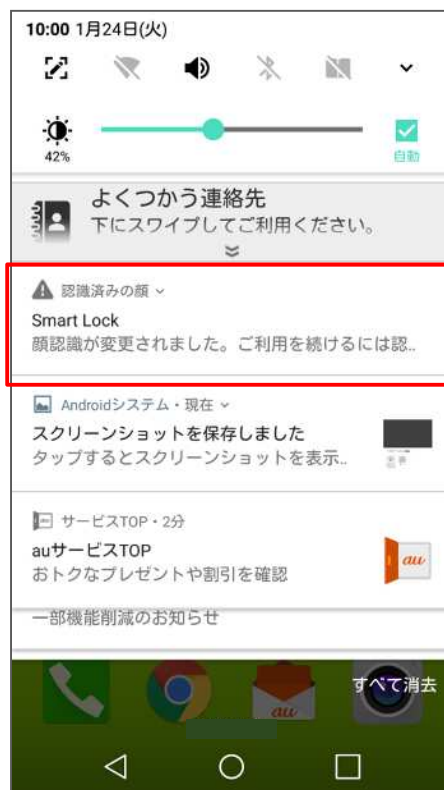 10:00 1月24日(火)
42%
自動
よくつかう連絡先
下にスワイプしてご利用ください。
認識済みの顔
Smart Lock
顔認識が変更されました。ご利用を続けるには認..
Androidシステム・現在
スクリーンショットを保存しました
タップするとスクリーンショットを表示..
サービスTOP・2分
auサービスTOP
おトクなプレゼントや割引を確認
au
一部機能削減のお知らせ
すべて消去
au